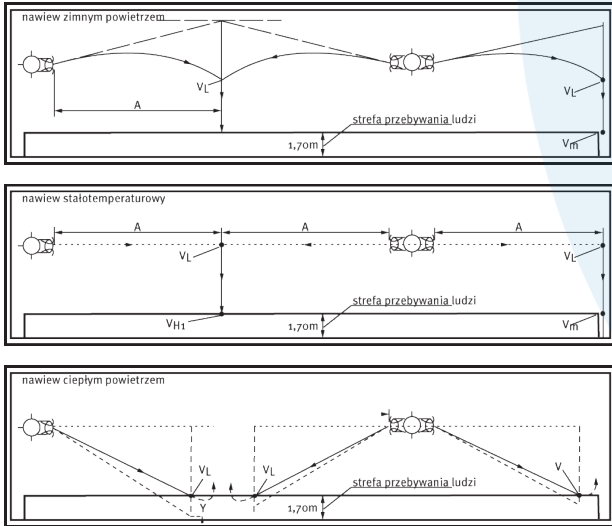 nawiew zimnym powietrzem
VL
VL
A
strefa przebywania ludzi
1,70m
Vm
nawiew stałotemperaturowy
A
A
A
VL
VL
strefa przebywania ludzi
VH1
1,70m
Vm
nawiew ciepłym powietrzem
VL
VL
V
strefa przebywania ludzi
Y
1,70m